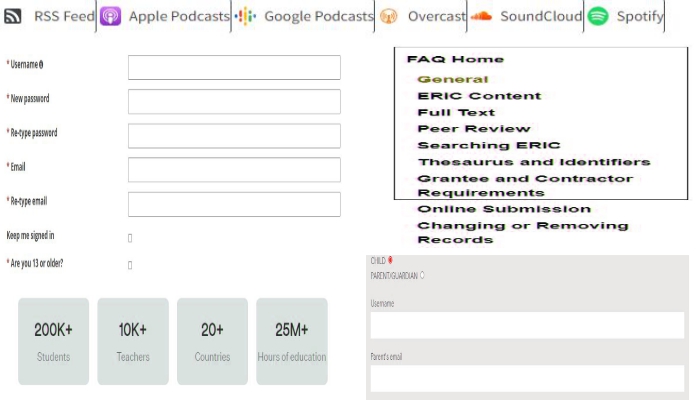 RSS Feed Apple Podcasts Google Podcasts Overcast SoundCloud Spotify
* Username
* New password
* Re-type password
* Email
* Re-type email
Keep me signed in
* Are you 13 or older?
200K+ 10K+ 20+ 25M+
Students Teachers Countries Hours of education
FAQ Home
General
ERIC Content
Full Text
Peer Review
Searching ERIC
Thesaurus and Identifiers
Grantee and Contractor
Requirements
Online Submission
Changing or Removing
Records
CHILD
PARENT/GUARDIAN
Username
Parent's email